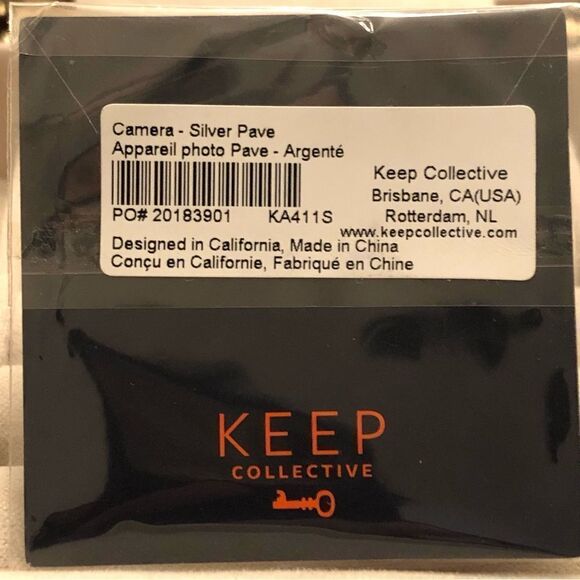 Camera - Silver Pave
Appareil photo Pave - Argenté
PO# 20183901 KA411S
Designed in California, Made in China
Conçu en Californie, Fabriqué en Chine
Keep Collective
Brisbane, CA(USA)
Rotterdam, NL
www.keepcollective.com
KEEP
COLLECTIVE